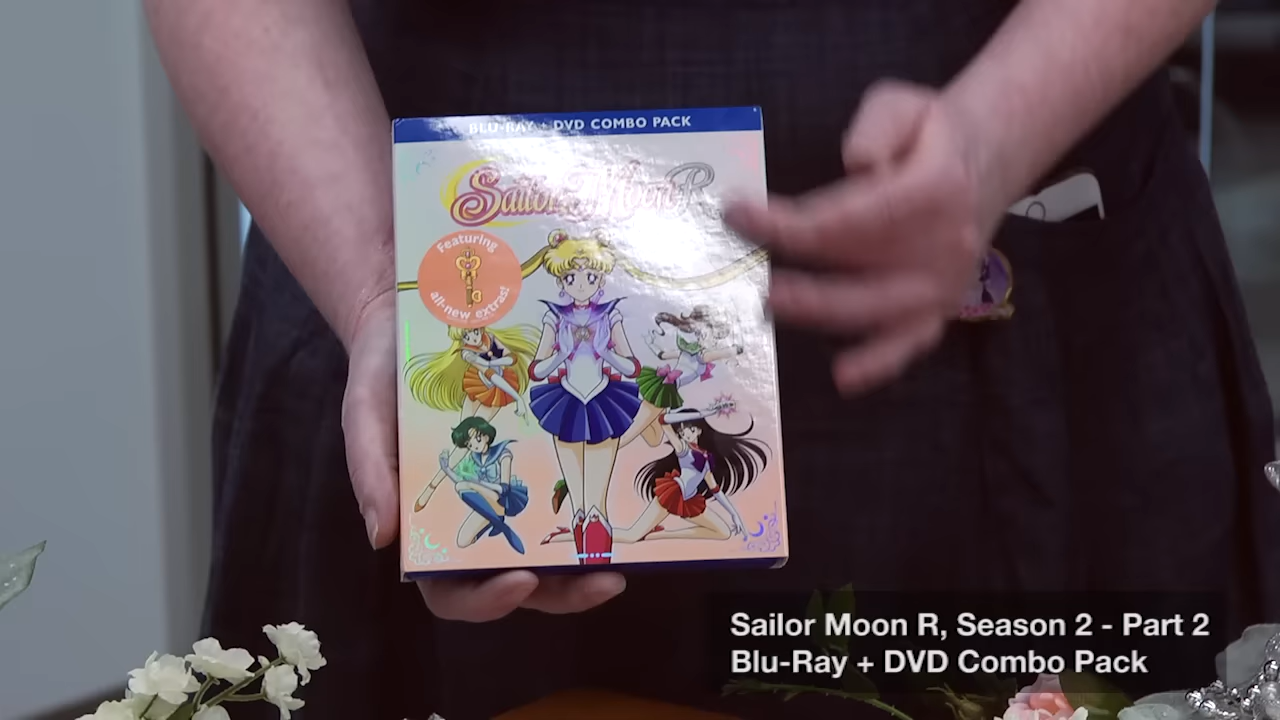 BLU-RAY + DVD COMBO PACK
Sailor Moon R
Featuring
all-new extras!
Sailor Moon R, Season 2 - Part 2
Blu-Ray + DVD Combo Pack